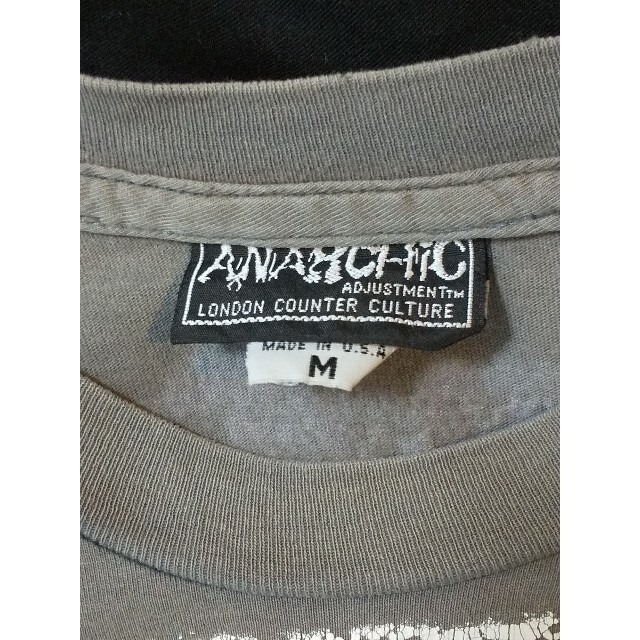 ANARCHIC
ADJUSTMENT™
LONDON COUNTER CULTURE
MADE IN U.S.A
M